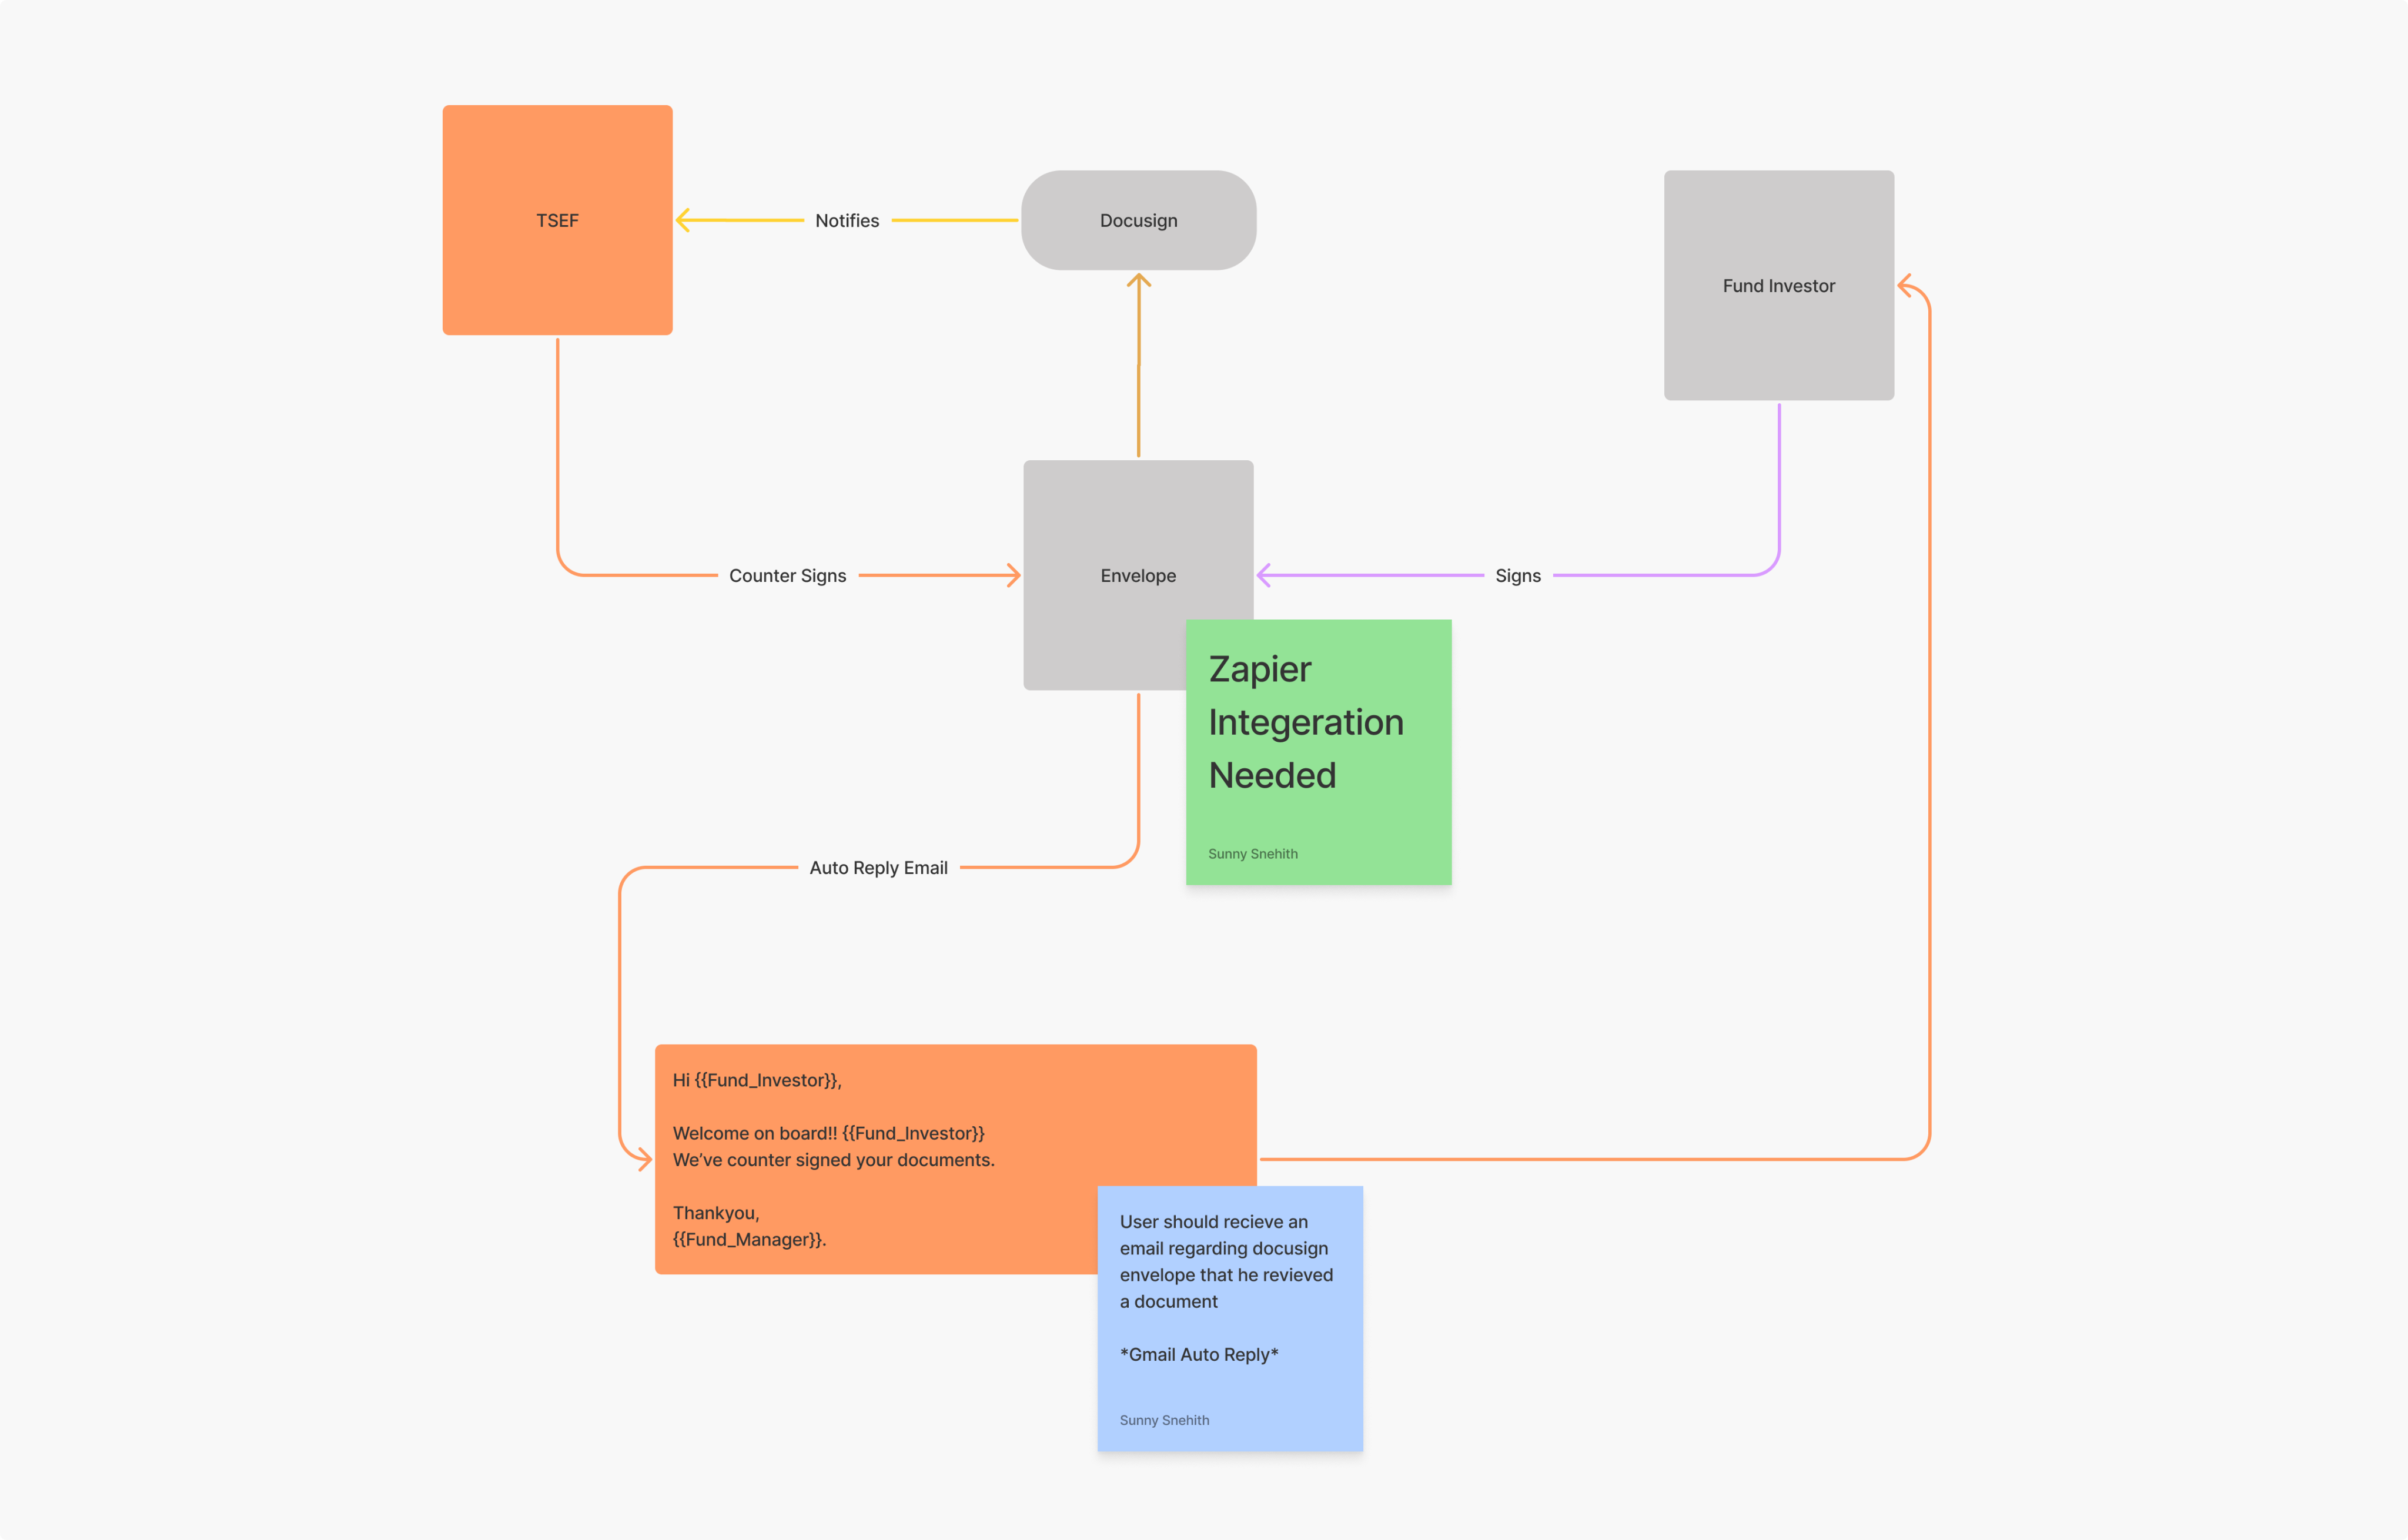 TSEF
Notifies
Docusign
Fund Investor
Counter Signs
Envelope
Signs
Zapier
Integeration
Needed
Sunny Snehith
Auto Reply Email
Hi {{Fund_Investor}},
Welcome on board!! {{Fund_Investor}}
We’ve counter signed your documents.
Thankyou,
{{Fund_Manager}}.
User should recieve an
email regarding docusign
envelope that he revieved
a document
*Gmail Auto Reply*
Sunny Snehith